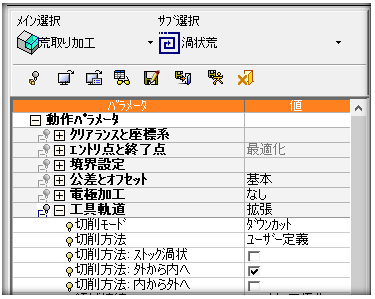 メイン選択 サブ選択
荒取り加工 渦状荒
パラメータ 値
動作パラメータ
クリアランスと座標系
エントリ点と終了点 最適化
境界設定
公差とオフセット 基本
電極加工 なし
工具軌道 拡張
切削モード ダウンカット
切削方法 ユーザー定義
切削方法: ストック渦状
切削方法: 外から内へ
切削方法: 内から外へ